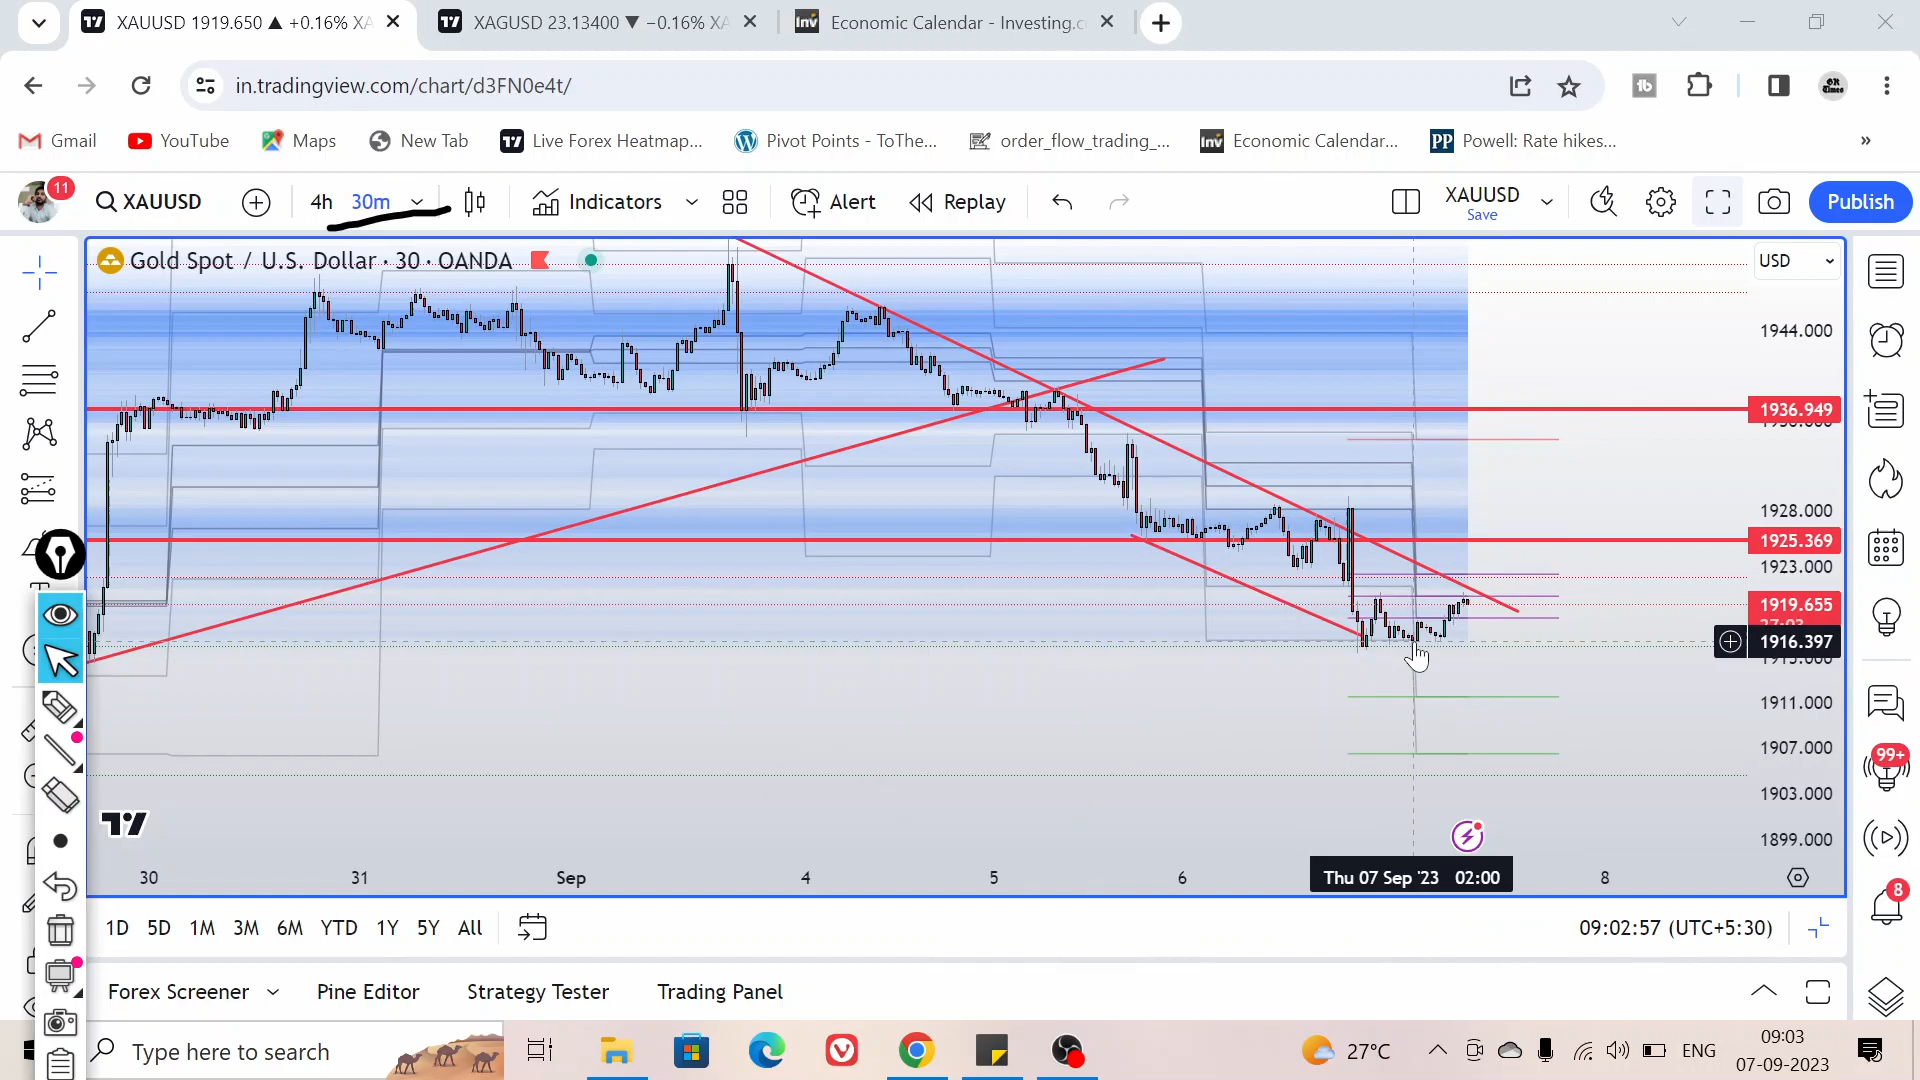 XAUUSD 1919.650 ▲ +0.16% XA
XAGUSD 23.13400 ▼ −0.16% XA
Economic Calendar - Investing.c
in.tradingview.com/chart/d3FN0e4t/
Gmail
YouTube
Maps
New Tab
Live Forex Heatmap...
Pivot Points - ToThe...
order_flow_trading_...
Economic Calendar...
Powell: Rate hikes...
»
11
XAUUSD
4h
30m
Indicators
Alert
Replay
XAUUSD
Save
Publish
Gold Spot / U.S. Dollar · 30 · OANDA
USD
1944.000
1936.949
1928.000
1925.369
1923.000
1919.655
1916.397
1911.000
1907.000
1903.000
1899.000
30
31
Sep
4
5
6
Thu 07 Sep '23 02:00
8
99+
8
1D
5D
1M
3M
6M
YTD
1Y
5Y
All
09:02:57 (UTC+5:30)
Forex Screener
Pine Editor
Strategy Tester
Trading Panel
Type here to search
27°C
ENG
09:03
07-09-2023